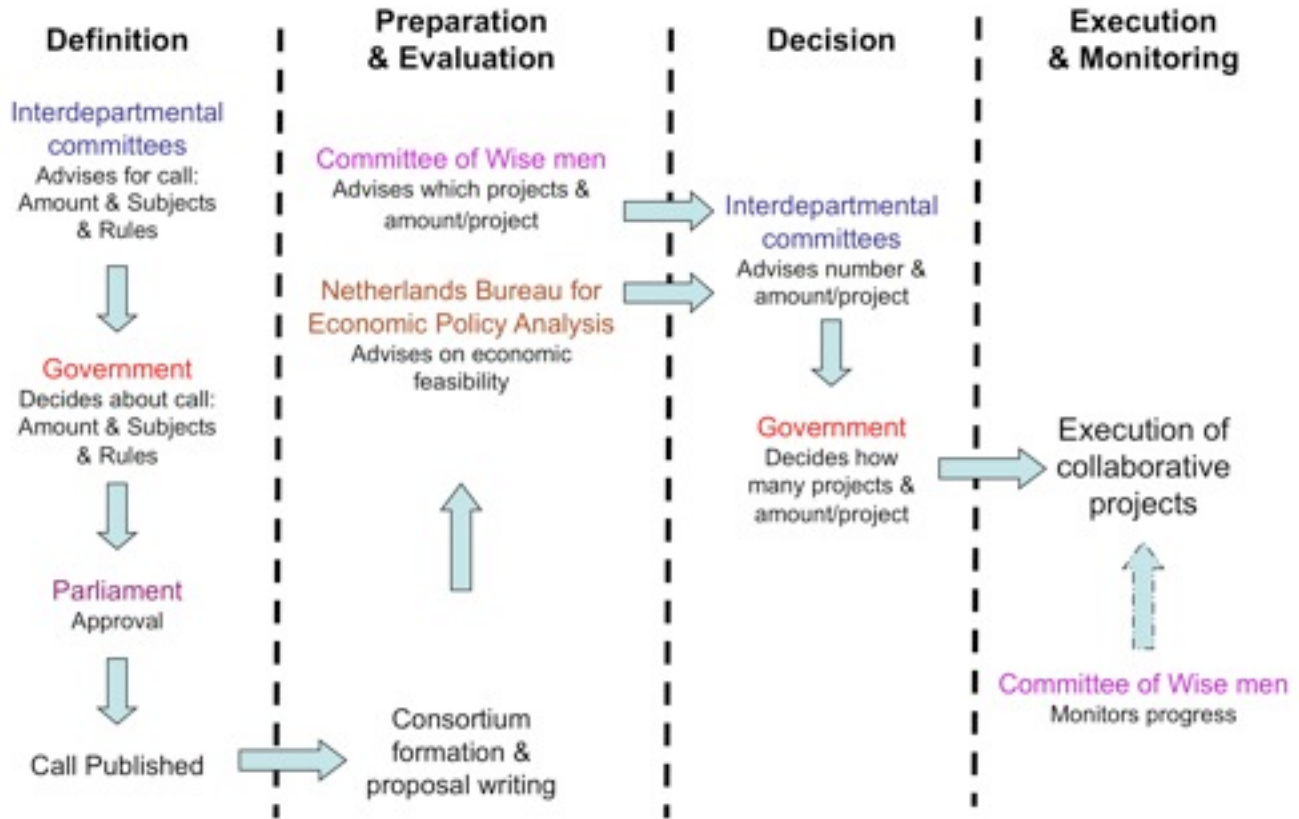 Definition
Interdepartmental
committees
Advises for call:
Amount & Subjects
& Rules
Government
Decides about call:
Amount & Subjects
& Rules
Parliament
Approval
Call Published
Preparation
& Evaluation
Committee of Wise men
Advises which projects &
amount/project
Netherlands Bureau for
Economic Policy Analysis
Advises on economic
feasibility
Consortium
formation &
proposal writing
Decision
Interdepartmental
committees
Advises number &
amount/project
Government
Decides how
many projects &
amount/project
Execution
& Monitoring
Execution of
collaborative
projects
Committee of Wise men
Monitors progress